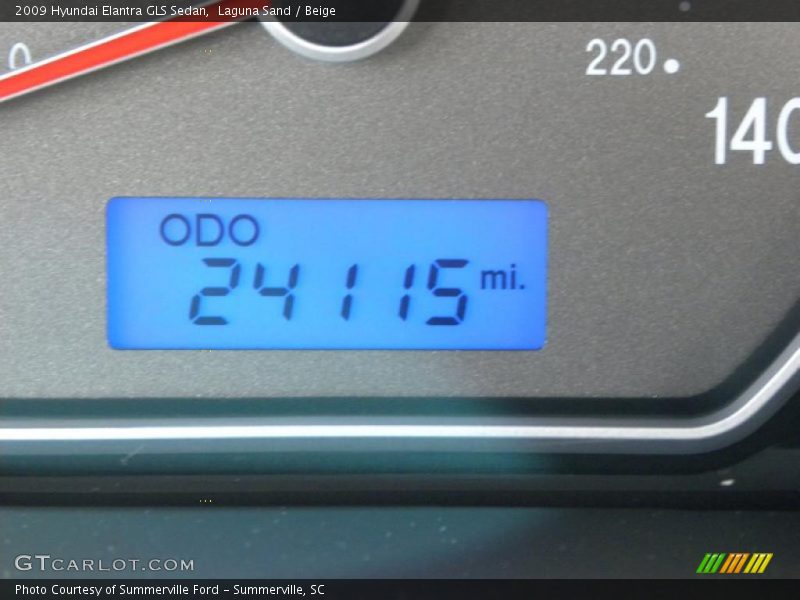 2009 Hyundai Elantra GLS Sedan,  Laguna Sand / Beige
0
220.
140
ODO
24115 mi.
GTCARLOT.COM
Photo Courtesy of Summerville Ford – Summerville, SC